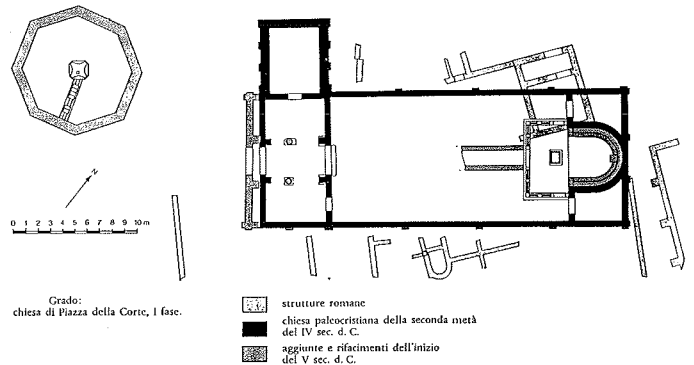 N
0 1 2 3 4 5 6 7 8 9 10 m
Grado:
chiesa di Piazza della Corte, I fase.
strutture romane
chiesa paleocristiana della seconda metà
del IV sec. d. C.
aggiunte e rifacimenti dell'inizio
del V sec. d. C.